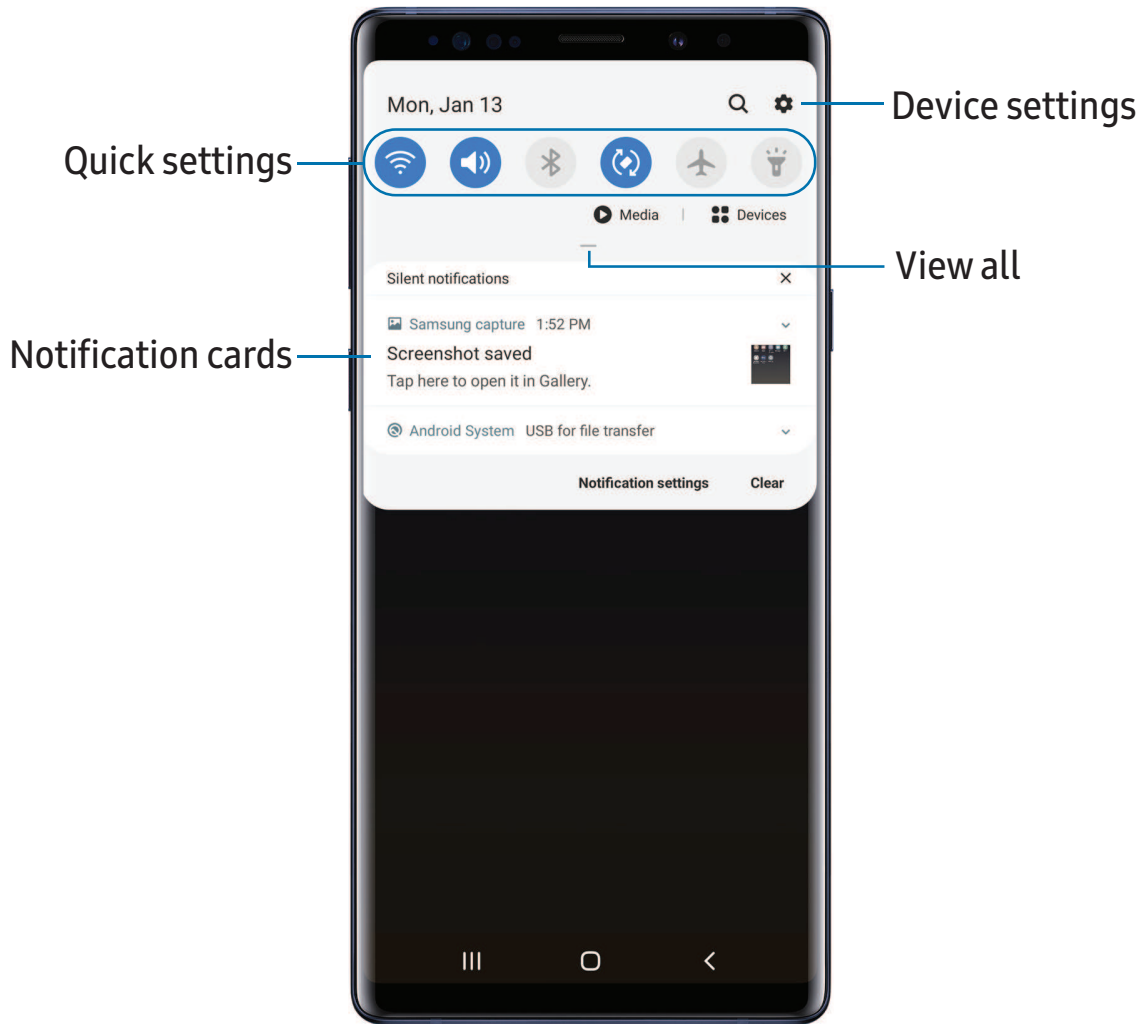 Mon, Jan 13
Device settings
Quick settings
Media | Devices
View all
Silent notifications
Samsung capture 1:52 PM
Notification cards
Screenshot saved
Tap here to open it in Gallery.
Android System USB for file transfer
Notification settings Clear